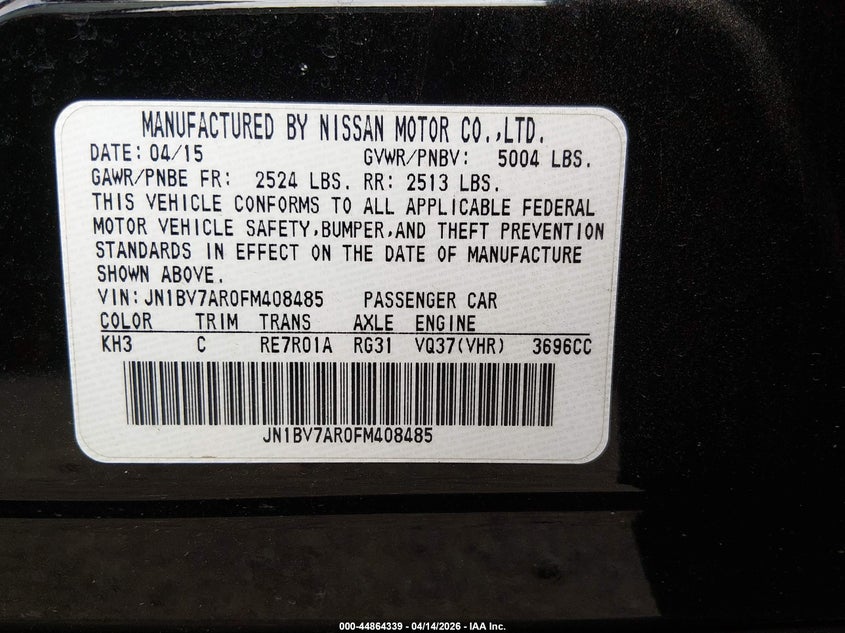 MANUFACTURED BY NISSAN MOTOR CO.,LTD.
DATE: 04/15 GVWR/PNBV: 5004 LBS.
GAWR/PNBE FR: 2524 LBS. RR: 2513 LBS.
THIS VEHICLE CONFORMS TO ALL APPLICABLE FEDERAL
MOTOR VEHICLE SAFETY,BUMPER,AND THEFT PREVENTION
STANDARDS IN EFFECT ON THE DATE OF MANUFACTURE
SHOWN ABOVE.
VIN:JN1BV7AR0FM408485 PASSENGER CAR
COLOR TRIM TRANS AXLE ENGINE
KH3 C RE7R01A RG31 VQ37(VHR) 3696CC
JN1BV7AR0FM408485
000-44864339 - 04/14/2026 - IAA Inc.